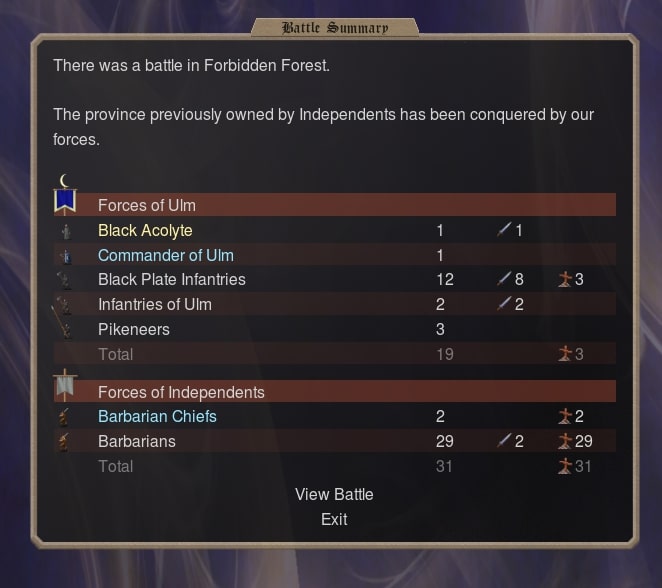 Battle Summary
There was a battle in Forbidden Forest.
The province previously owned by Independents has been conquered by our
forces.
Forces of Ulm
Black Acolyte 1 1
Commander of Ulm 1
Black Plate Infantries 12 8 3
Infantries of Ulm 2 2
Pikeneers 3
Total 19 3
Forces of Independents
Barbarian Chiefs 2 2
Barbarians 29 2 29
Total 31 31
View Battle
Exit